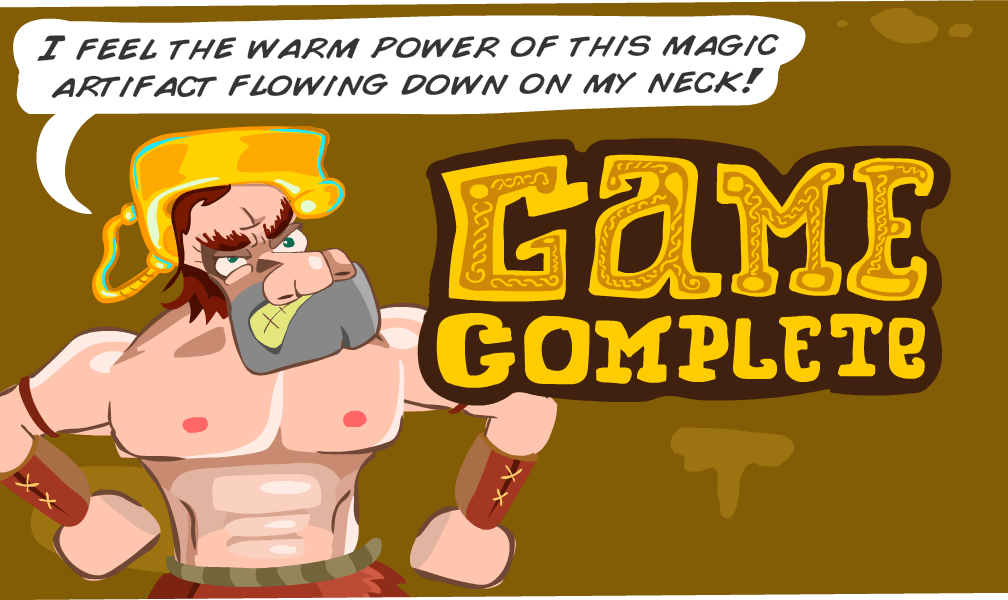 I FEEL THE WARM POWER OF THIS MAGIC
ARTIFACT FLOWING DOWN ON MY NECK!
GaME
COMPLETe